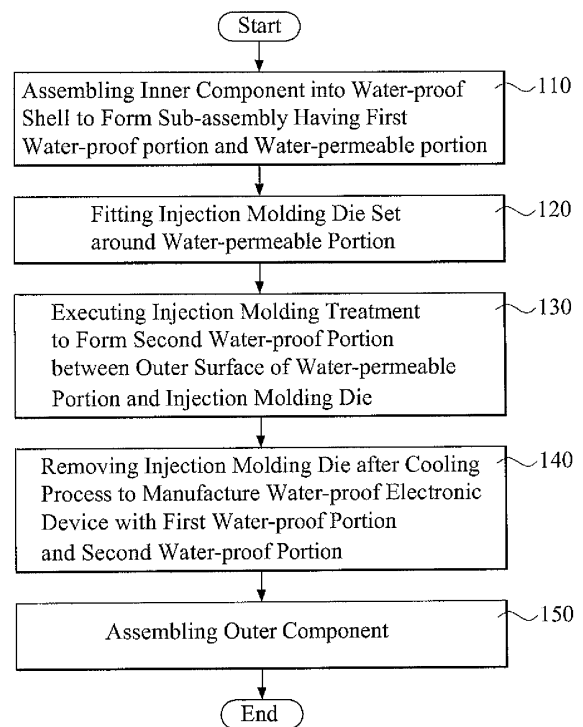 Start
Assembling Inner Component into Water-proof
Shell to Form Sub-assembly Having First
Water-proof portion and Water-permeable portion
110
Fitting Injection Molding Die Set
around Water-permeable Portion
120
Executing Injection Molding Treatment
to Form Second Water-proof Portion
between Outer Surface of Water-permeable
Portion and Injection Molding Die
130
Removing Injection Molding Die after Cooling
Process to Manufacture Water-proof Electronic
Device with First Water-proof Portion
and Second Water-proof Portion
140
Assembling Outer Component
150
End